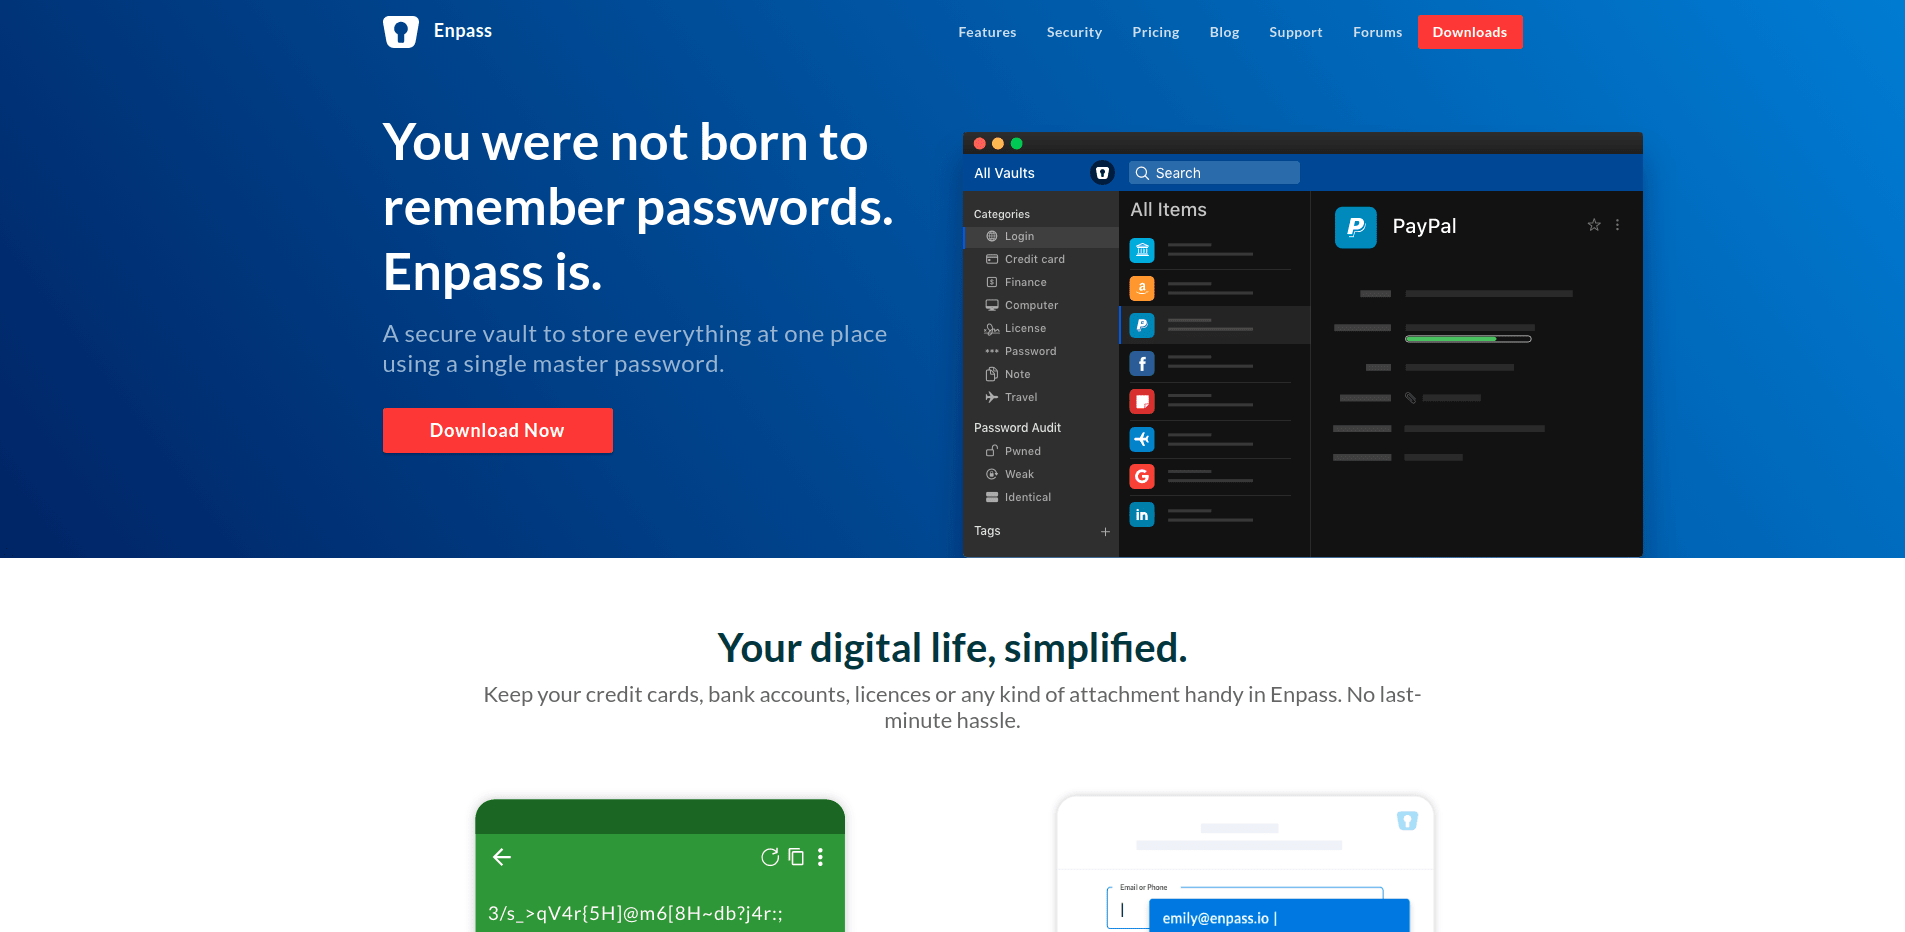 Enpass
Features
Security
Pricing
Blog
Support
Forums
Downloads
You were not born to
remember passwords.
Enpass is.
A secure vault to store everything at one place
using a single master password.
Download Now
All Vaults
Search
Categories
Login
Credit card
Finance
Computer
License
Password
Note
Travel
Password Audit
Pwned
Weak
Identical
Tags
All Items
PayPal
Your digital life, simplified.
Keep your credit cards, bank accounts, licences or any kind of attachment handy in Enpass. No last-
minute hassle.
3/s_>qV4r{5H]@m6[8H~db?j4r:;
Email or Phone
emily@enpass.io |